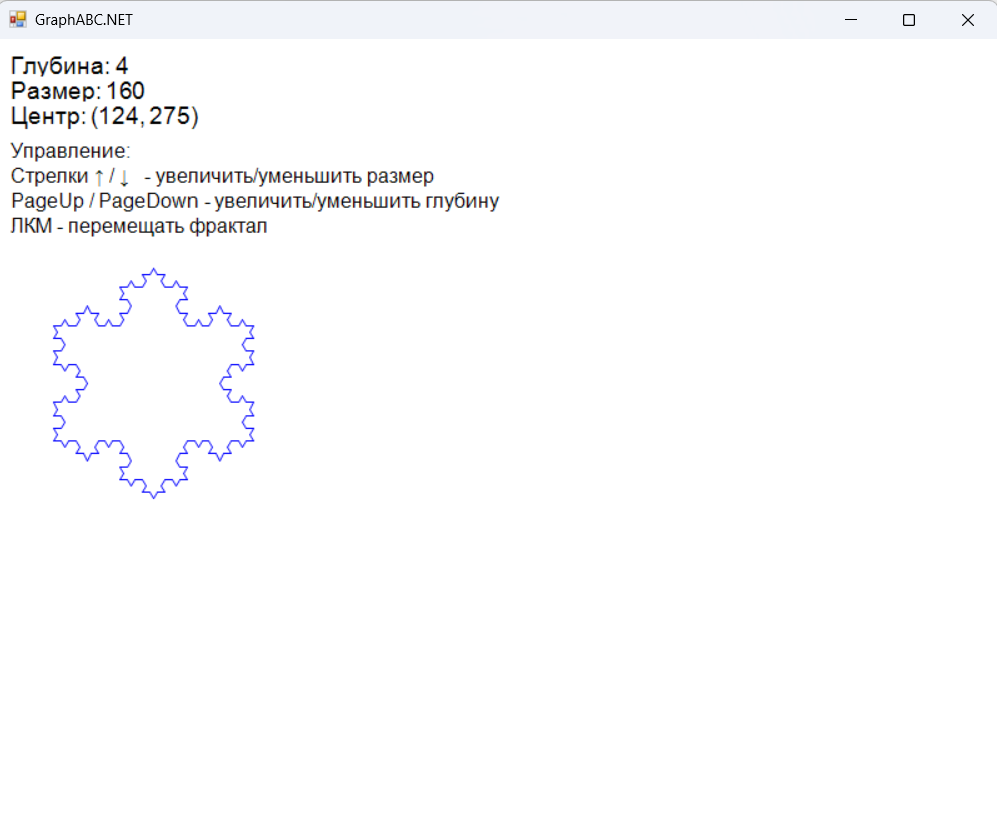 GraphABC.NET
Глубина: 4
Размер: 160
Центр: (124, 275)
Управление:
Стрелки ↑ / ↓ - увеличить/уменьшить размер
PageUp / PageDown - увеличить/уменьшить глубину
ЛКМ - перемещать фрактал